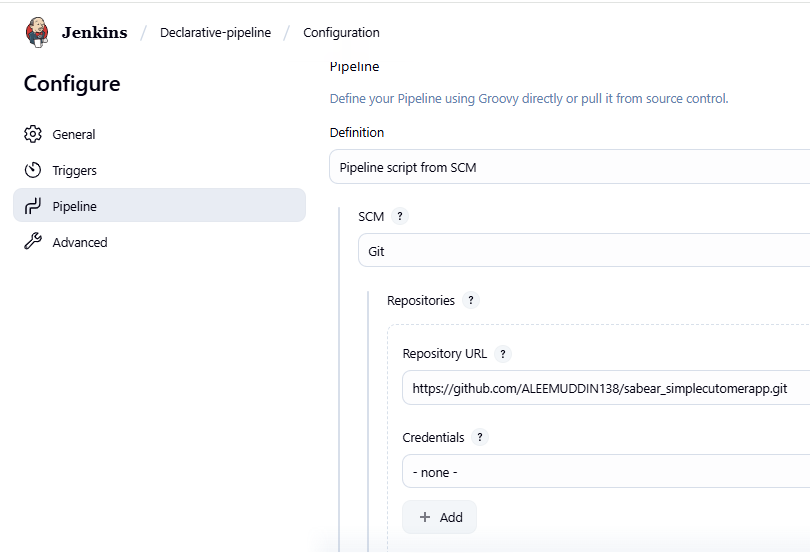 Jenkins / Declarative-pipeline / Configuration
Configure
General
Triggers
Pipeline
Advanced
Pipeline
Define your Pipeline using Groovy directly or pull it from source control.
Definition
Pipeline script from SCM
SCM ?
Git
Repositories ?
Repository URL ?
https://github.com/ALEEMUDDIN138/sabear_simplecutomerapp.git
Credentials ?
- none -
+ Add